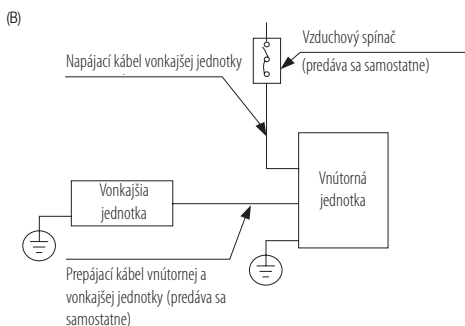 (B)
Napájací kábel vonkajšej jednotky
Vzduchový spínač
(predáva sa samostatne)
Vonkajšia
jednotka
Vnútorná
jednotka
Prepájací kábel vnútornej a
vonkajšej jednotky (predáva sa
samostatne)